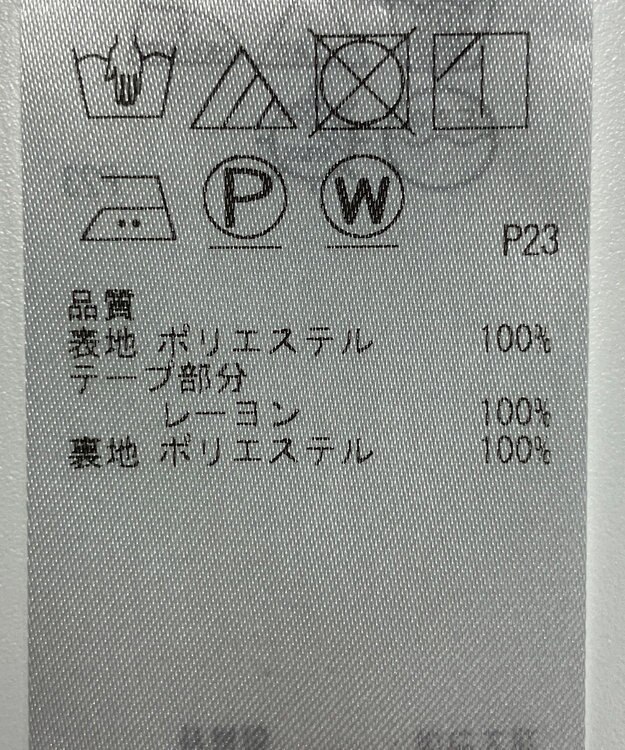 P W
P23
品質
表地 ポリエステル 100%
テープ部分
レーヨン 100%
裏地 ポリエステル 100%